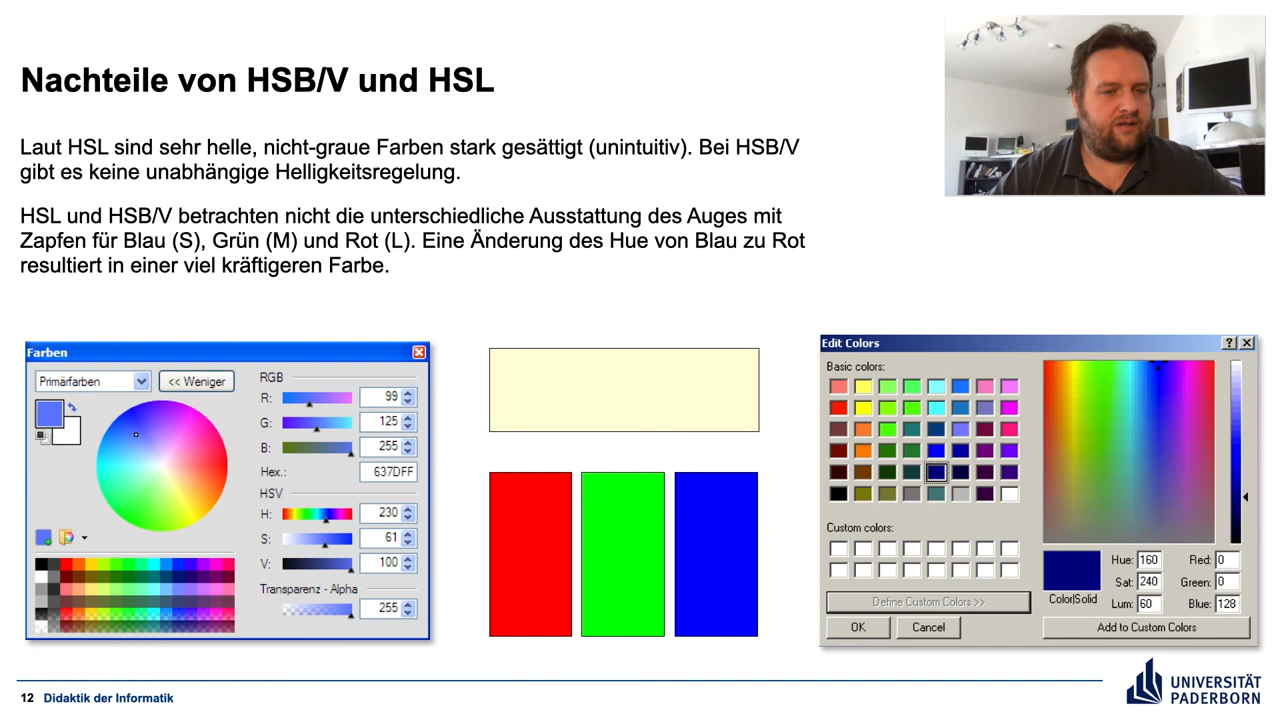 Nachteile von HSB/V und HSL
Laut HSL sind sehr helle, nicht-graue Farben stark gesättigt (unintuitiv). Bei HSB/V
gibt es keine unabhängige Helligkeitsregelung.
HSL und HSB/V betrachten nicht die unterschiedliche Ausstattung des Auges mit
Zapfen für Blau (S), Grün (M) und Rot (L). Eine Änderung des Hue von Blau zu Rot
resultiert in einer viel kräftigeren Farbe.
Farben
Primärfarben
<< Weniger
RGB
R: 99
G: 125
B: 255
Hex.: 637DFF
HSV
H: 230
S: 61
V: 100
Transparenz - Alpha
255
Edit Colors
Basic colors:
Custom colors:
Define Custom Colors >>
OK Cancel
Color|Solid
Hue: 160 Red: 0
Sat: 240 Green: 0
Lum: 60 Blue: 128
Add to Custom Colors
12 Didaktik der Informatik
UNIVERSITÄT
PADERBORN